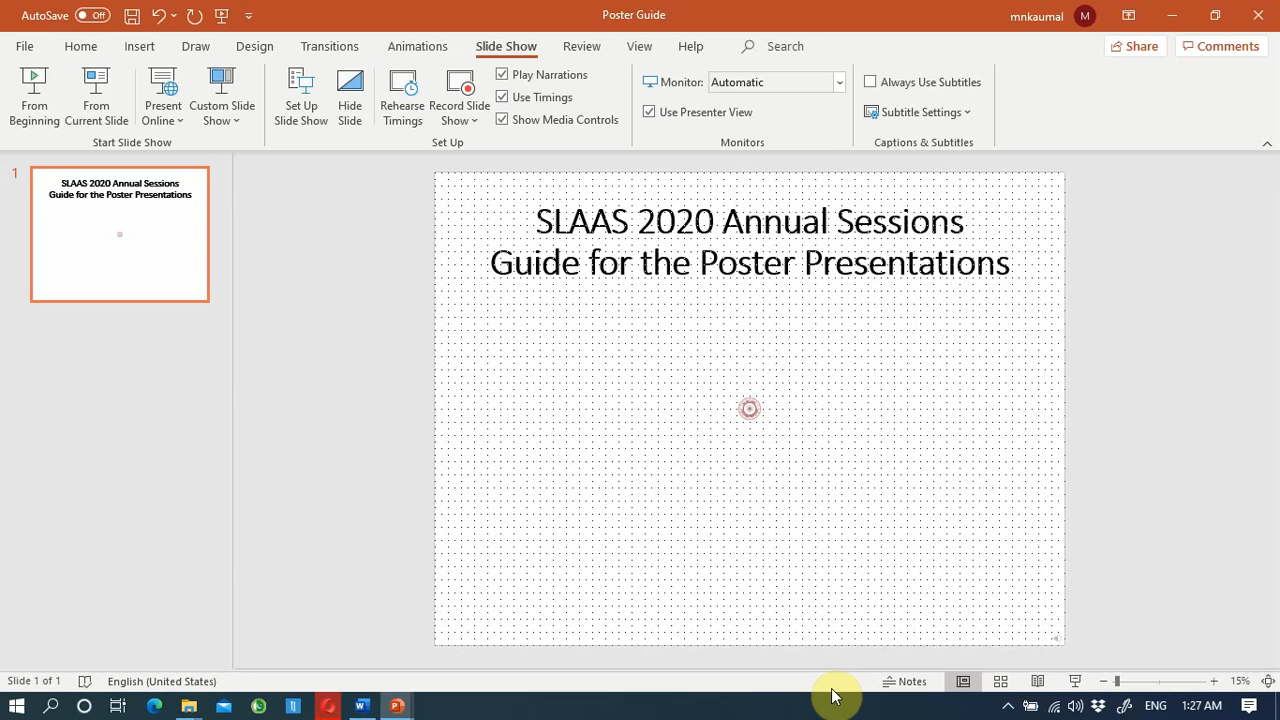 AutoSave Off Poster Guide mnkaumal M
File Home Insert Draw Design Transitions Animations Slide Show Review View Help Search Share Comments
From Beginning
From Current Slide
Present Online
Custom Slide Show
Start Slide Show
Set Up Slide Show
Hide Slide
Rehearse Timings
Record Slide Show
Play Narrations
Use Timings
Show Media Controls
Set Up
Monitor: Automatic
Use Presenter View
Monitors
Always Use Subtitles
Subtitle Settings
Captions & Subtitles
1
SLAAS 2020 Annual Sessions
Guide for the Poster Presentations
SLAAS 2020 Annual Sessions
Guide for the Poster Presentations
Slide 1 of 1 English (United States) Notes 15%
ENG 1:27 AM